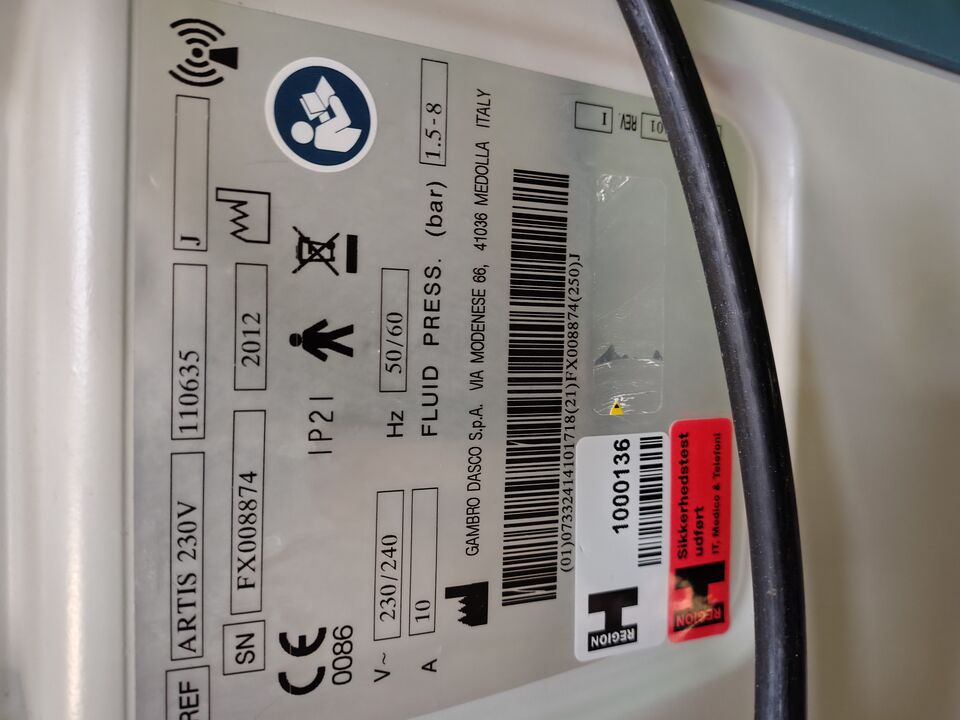 REF ARTIS 230V 110635 J
SN FX008874 2012
CE 0086 IP21
V~ 230/240 Hz 50/60
A 10 FLUID PRESS. (bar) 1.5-8
GAMBRO DASCO S.p.A. VIA MODENESE 66, 41036 MEDOLLA ITALY
(01)07332414101718(21)FX008874(250)J
REV. I
01
1000136
H
REGION
Sikkerhedstest
udført
IT, Medico & Telefoni
H
REGION